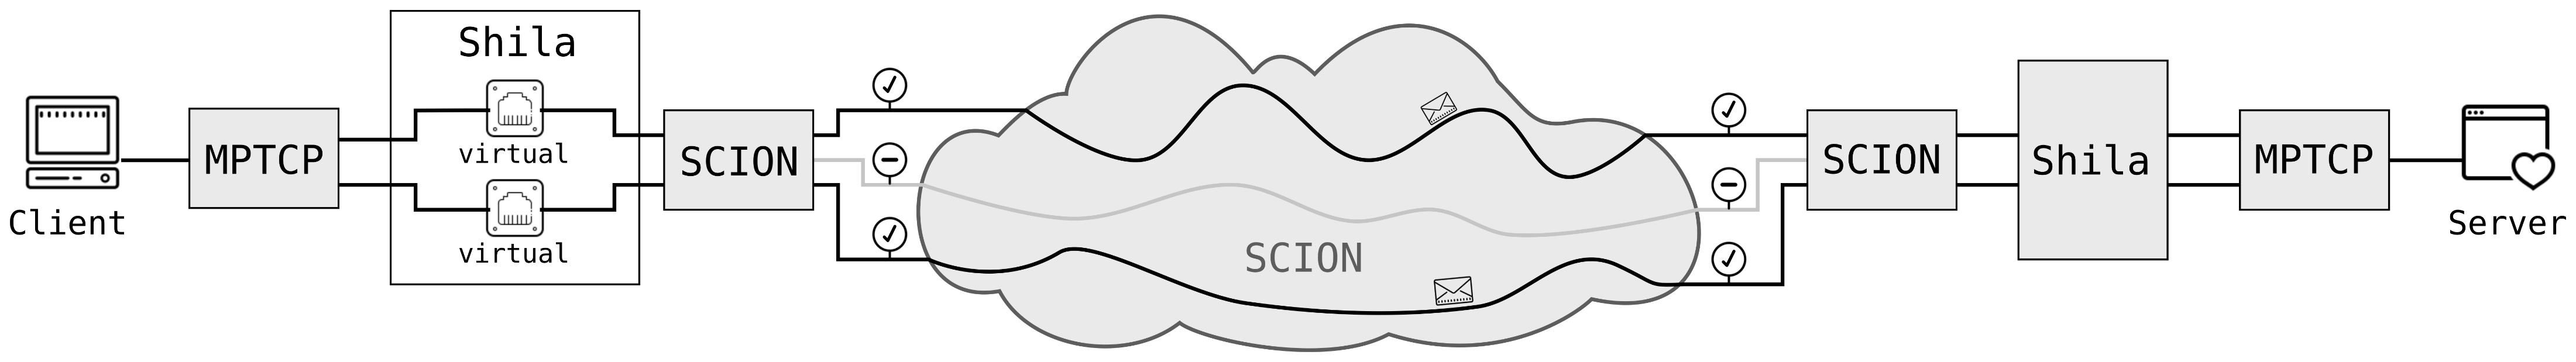 Client
MPTCP
Shila
virtual
virtual
SCION
SCION
SCION
Shila
MPTCP
Server